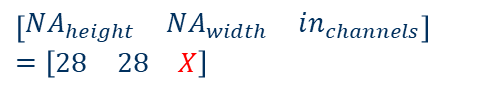 [NA_height NA_width in_channels]
= [28 28 X]